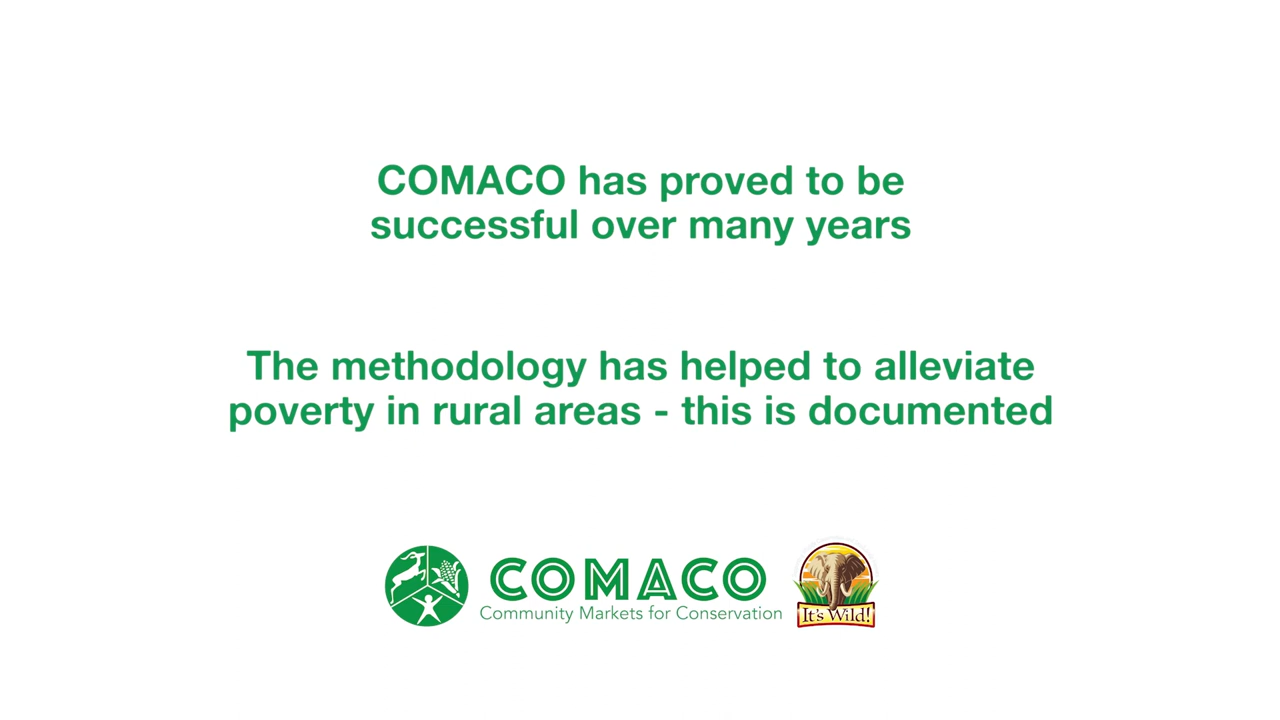 COMACO has proved to be
successful over many years
The methodology has helped to alleviate
poverty in rural areas - this is documented
COMACO
Community Markets for Conservation
It's Wild!